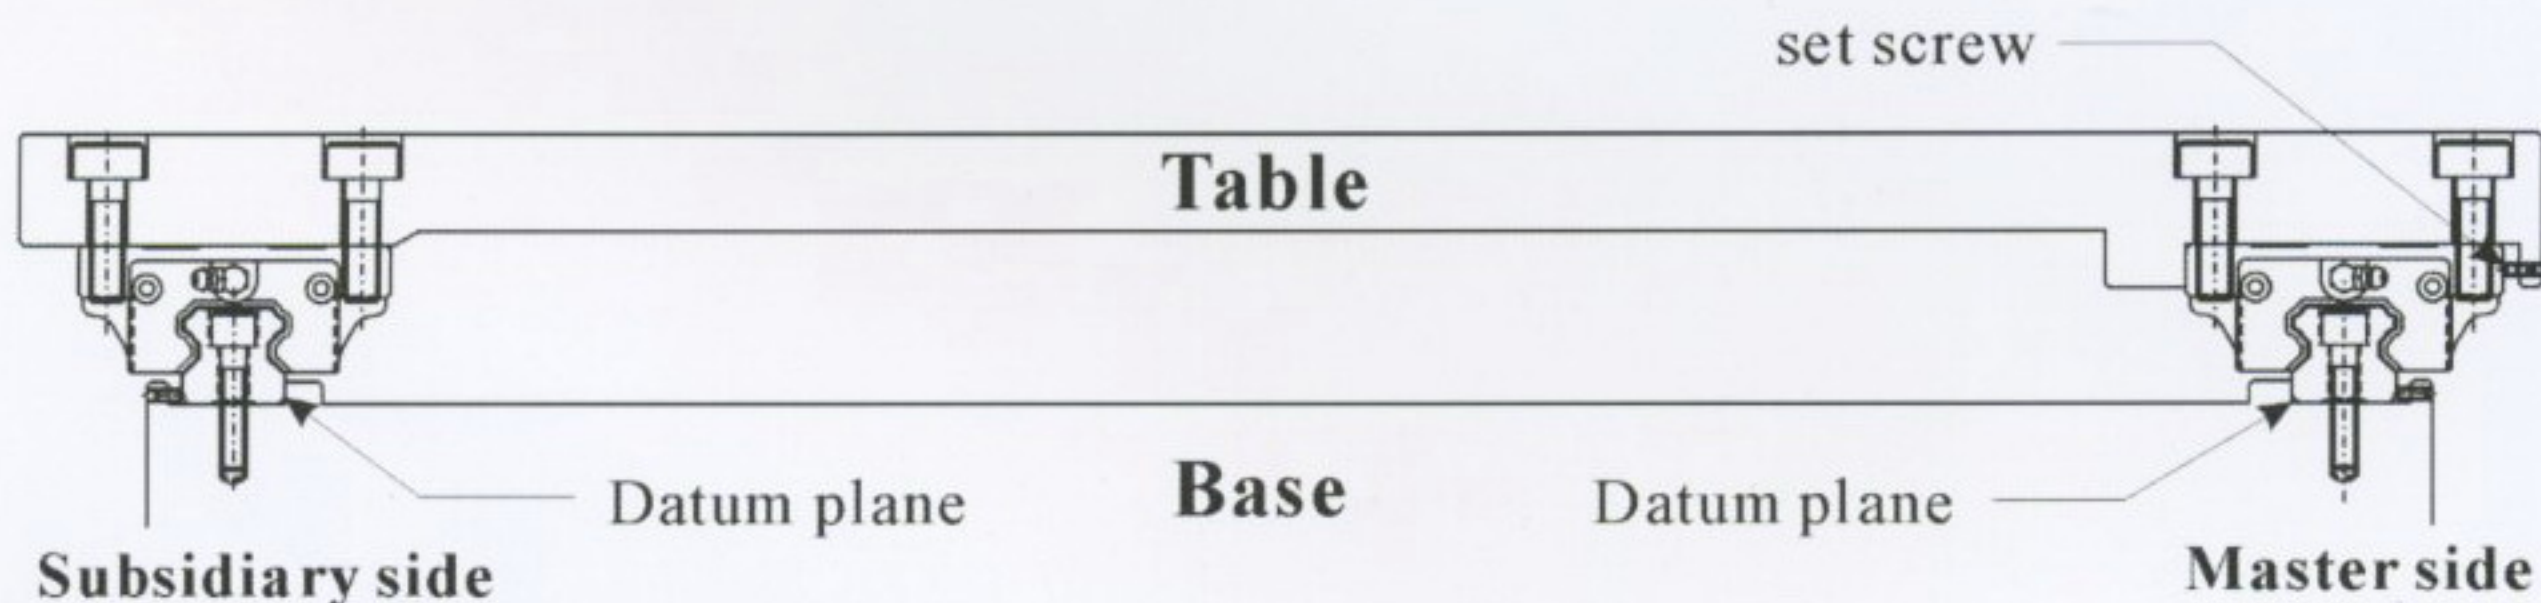 set screw
Table
Datum plane
Base
Datum plane
Subsidiary side
Master side